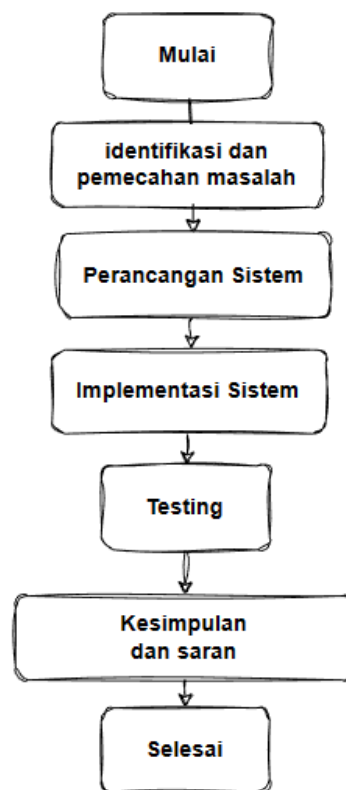 Mulai
identifikasi dan
pemecahan masalah
Perancangan Sistem
Implementasi Sistem
Testing
Kesimpulan
dan saran
Selesai